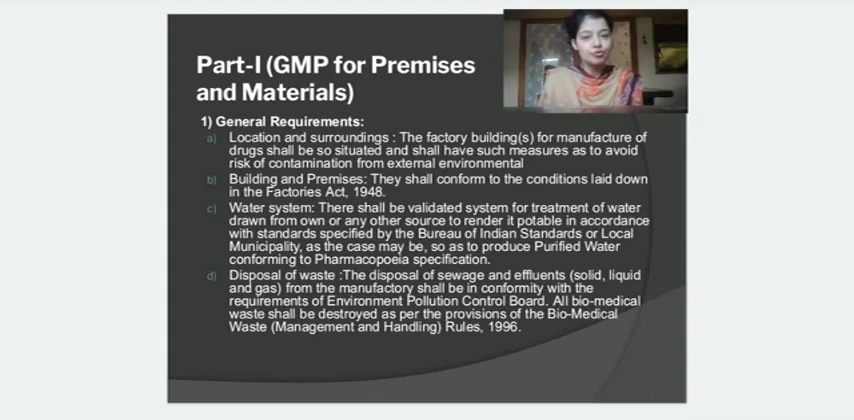 Part-I (GMP for Premises
and Materials)
1) General Requirements:
a) Location and surroundings : The factory building(s) for manufacture of
drugs shall be so situated and shall have such measures as to avoid
risk of contamination from external environmental
b) Building and Premises: They shall conform to the conditions laid down
in the Factories Act, 1948.
c) Water system: There shall be validated system for treatment of water
drawn from own or any other source to render it potable in accordance
with standards specified by the Bureau of Indian Standards or Local
Municipality, as the case may be, so as to produce Purified Water
conforming to Pharmacopoeia specification.
d) Disposal of waste :The disposal of sewage and effluents (solid, liquid
and gas) from the manufactory shall be in conformity with the
requirements of Environment Pollution Control Board. All bio-medical
waste shall be destroyed as per the provisions of the Bio-Medical
Waste (Management and Handling) Rules, 1996.